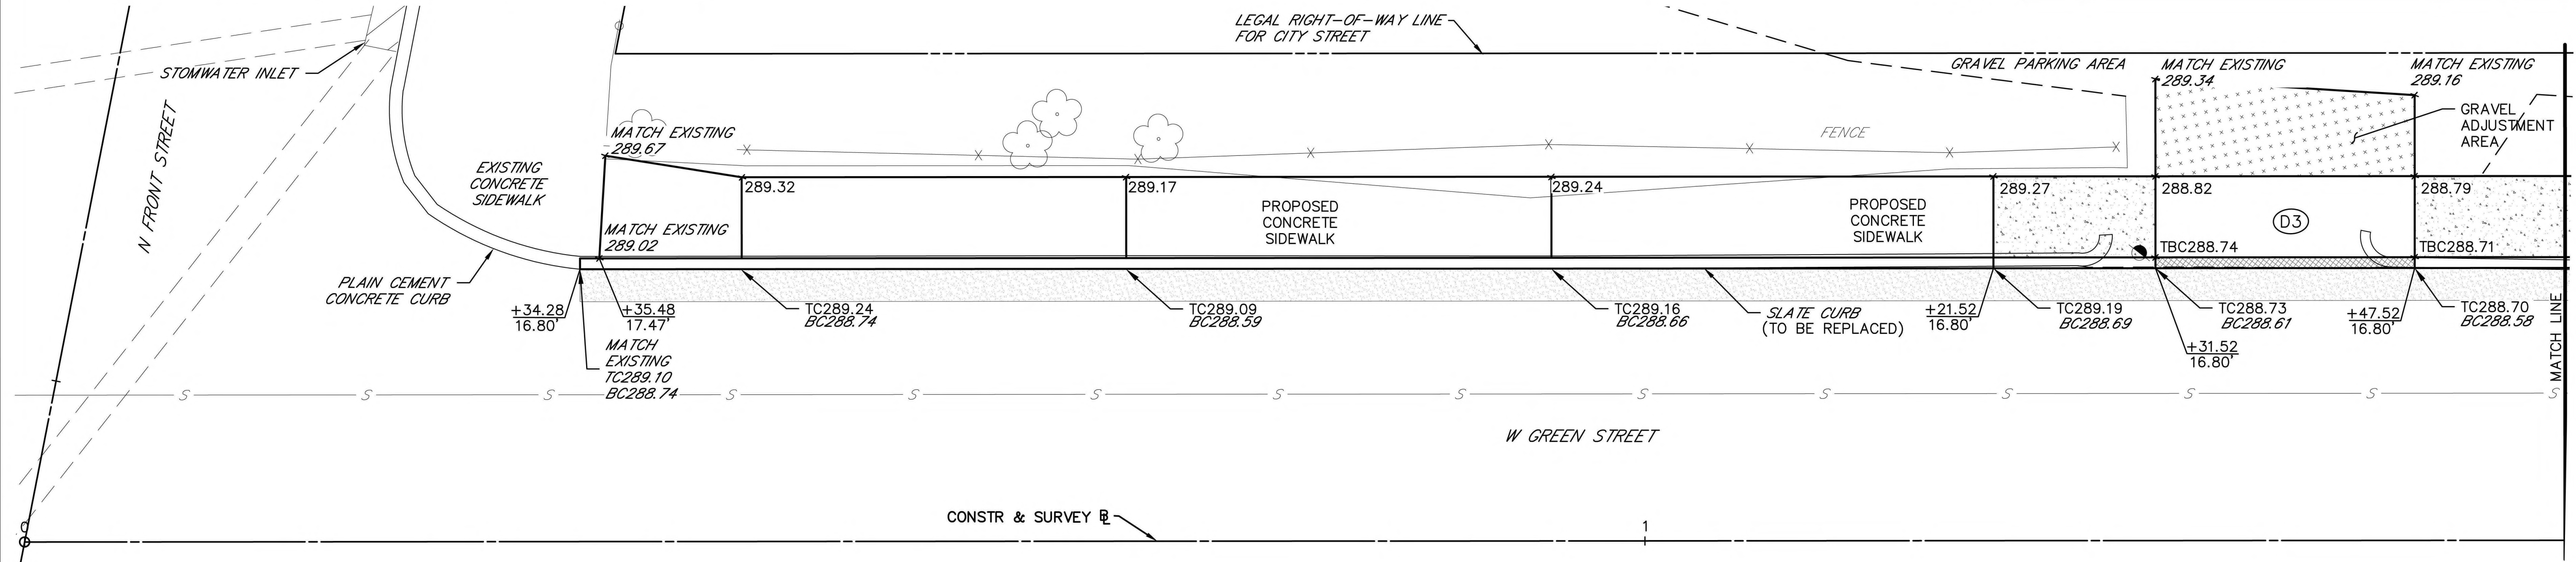 LEGAL RIGHT-OF-WAY LINE
FOR CITY STREET
STOMWATER INLET
GRAVEL PARKING AREA
MATCH EXISTING
289.34
MATCH EXISTING
289.16
N FRONT STREET
GRAVEL
ADJUSTMENT
AREA
MATCH EXISTING
289.67
FENCE
X X X X X X X X
EXISTING
CONCRETE
SIDEWALK
289.32
289.17
289.24
289.27
288.82
288.79
PROPOSED
CONCRETE
SIDEWALK
PROPOSED
CONCRETE
SIDEWALK
D3
MATCH EXISTING
289.02
TBC288.74
TBC288.71
PLAIN CEMENT
CONCRETE CURB
+34.28
16.80'
+35.48
17.47'
TC289.24
BC288.74
TC289.09
BC288.59
TC289.16
BC288.66
SLATE CURB
(TO BE REPLACED)
+21.52
16.80'
TC289.19
BC288.69
TC288.73
BC288.61
+31.52
16.80'
+47.52
16.80'
TC288.70
BC288.58
MATCH
EXISTING
TC289.10
BC288.74
MATCH LINE
S S S S S S S S S S S S S S
W GREEN STREET
CONSTR & SURVEY BL
0
1